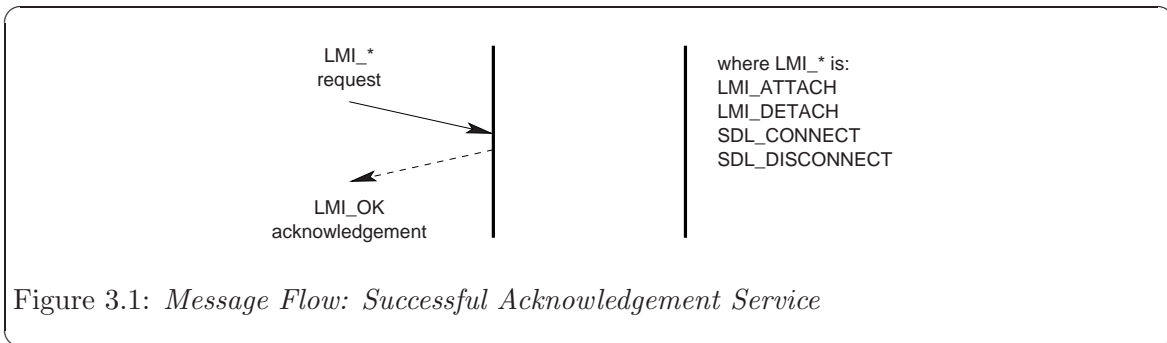 LMI_*
request
LMI_OK
acknowledgement
where LMI_* is:
LMI_ATTACH
LMI_DETACH
SDL_CONNECT
SDL_DISCONNECT
Figure 3.1: Message Flow: Successful Acknowledgement Service